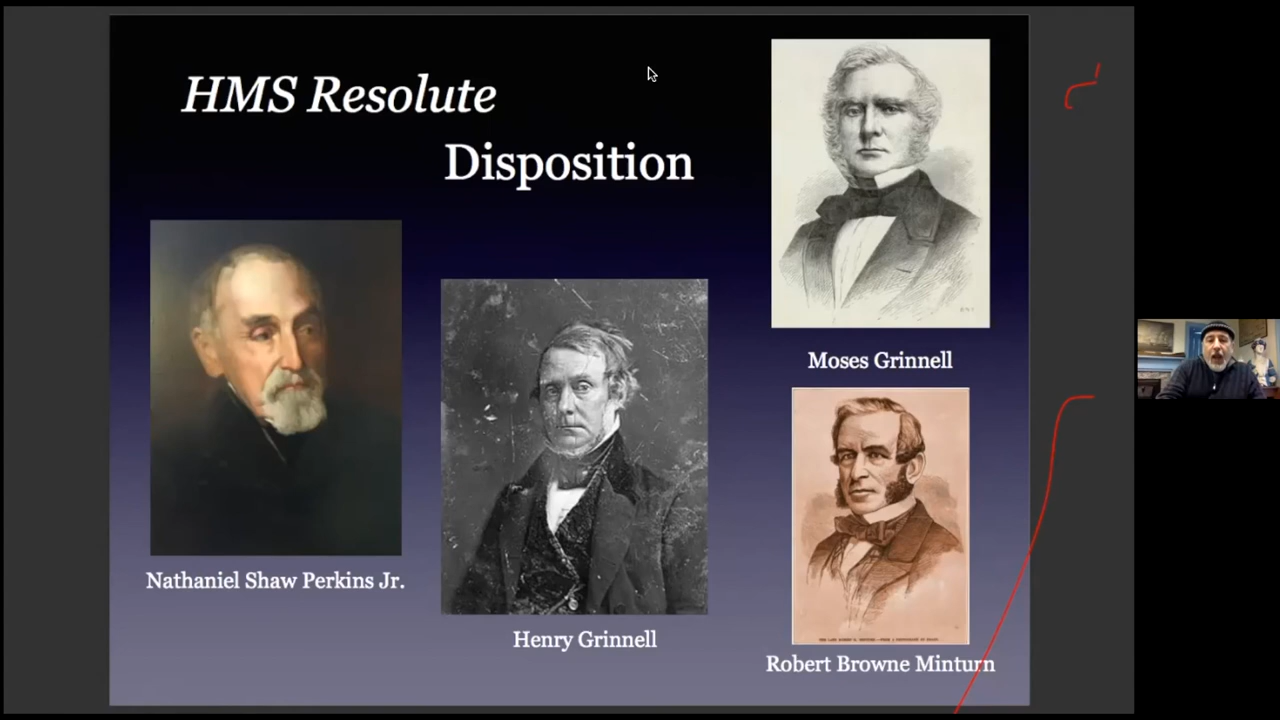 HMS Resolute
Disposition
Moses Grinnell
Nathaniel Shaw Perkins Jr.
Henry Grinnell
Robert Browne Minturn